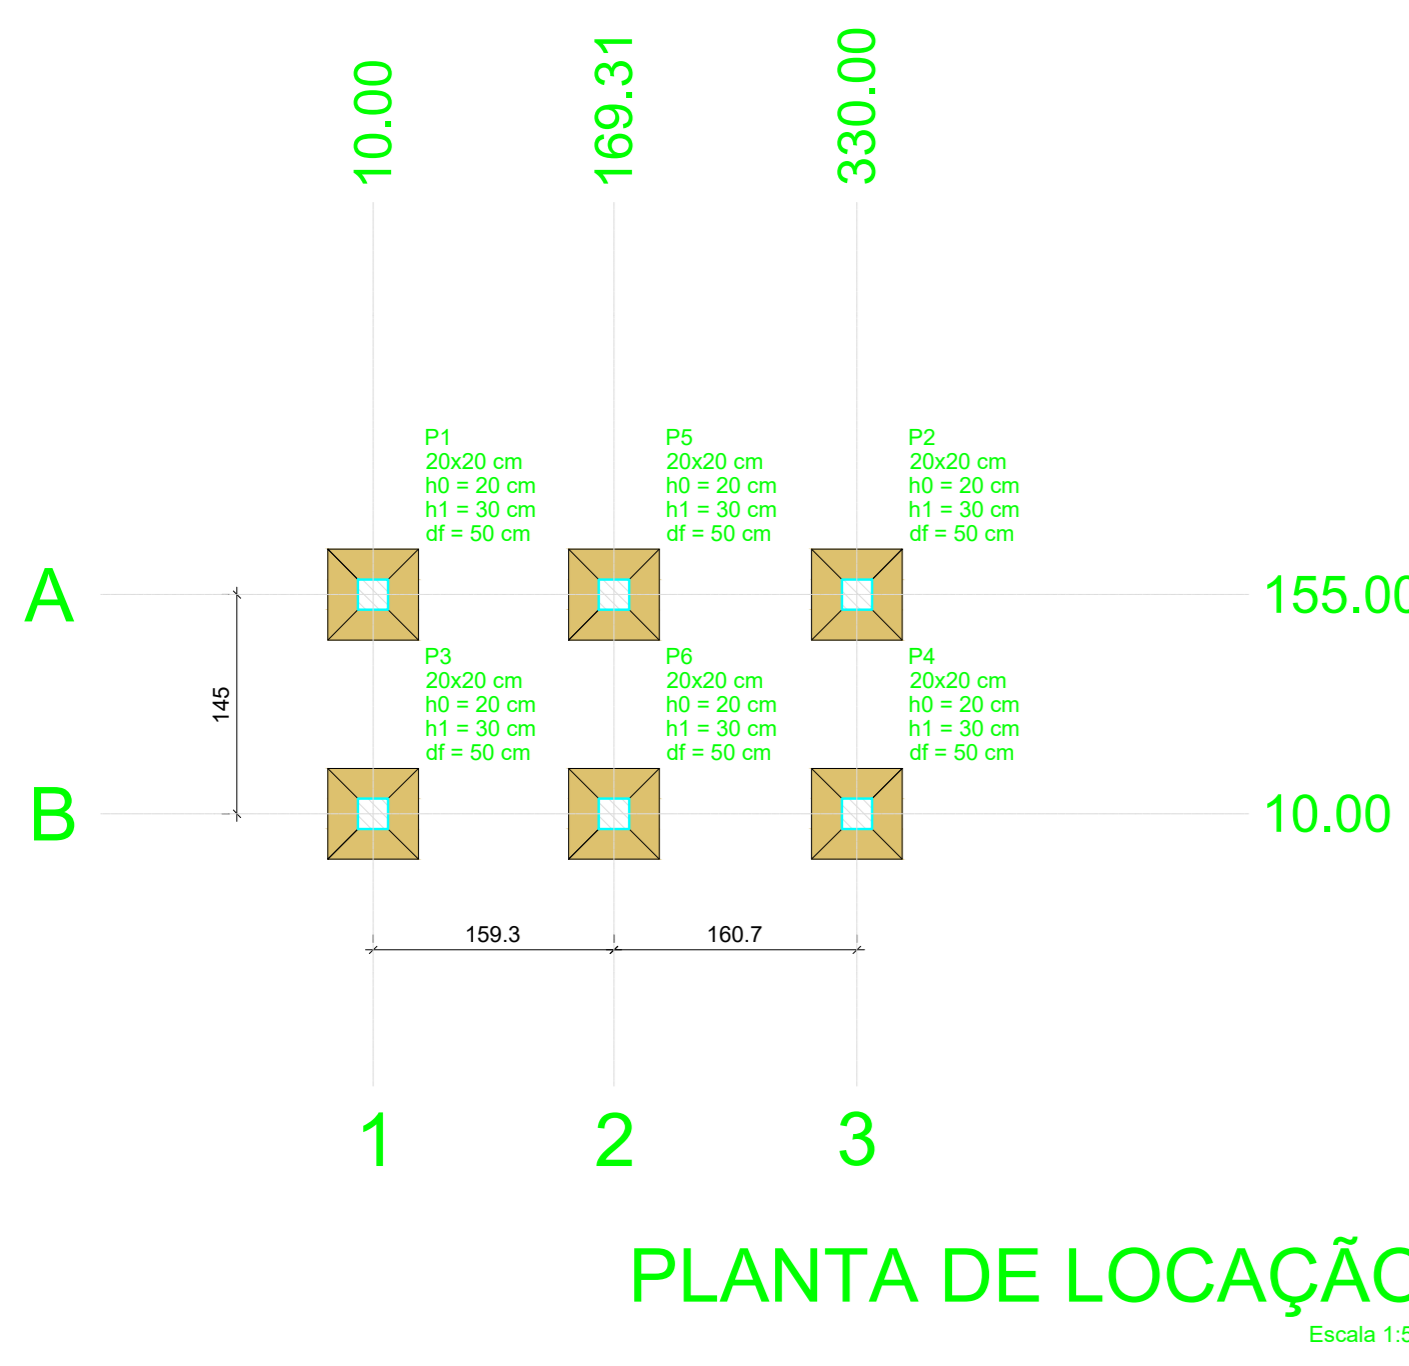 10.00
169.31
330.00
P1
20x20 cm
h0 = 20 cm
h1 = 30 cm
df = 50 cm
P5
20x20 cm
h0 = 20 cm
h1 = 30 cm
df = 50 cm
P2
20x20 cm
h0 = 20 cm
h1 = 30 cm
df = 50 cm
A
155.00
145
P3
20x20 cm
h0 = 20 cm
h1 = 30 cm
df = 50 cm
P6
20x20 cm
h0 = 20 cm
h1 = 30 cm
df = 50 cm
P4
20x20 cm
h0 = 20 cm
h1 = 30 cm
df = 50 cm
B
10.00
159.3
160.7
1
2
3
PLANTA DE LOCAÇÃO
Escala